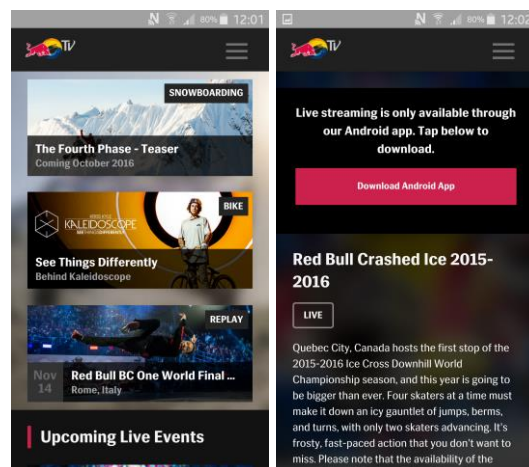 80% 12:01
TV
SNOWBOARDING
The Fourth Phase - Teaser
Coming October 2016
KALEIDOSCOPE
BIKE
See Things Differently
Behind Kaleidoscope
REPLAY
Nov
14
Red Bull BC One World Final ...
Rome, Italy
Upcoming Live Events
80% 12:02
TV
Live streaming is only available through
our Android app. Tap below to
download.
Download Android App
Red Bull Crashed Ice 2015-
2016
LIVE
Quebec City, Canada hosts the first stop of the
2015-2016 Ice Cross Downhill World
Championship season, and this year is going to
be bigger than ever. Four skaters at a time must
make it down an icy gauntlet of jumps, berms,
and turns, with only two skaters advancing. It's
frosty, fast-paced action that you don't want to
miss. Please note that the availability of the